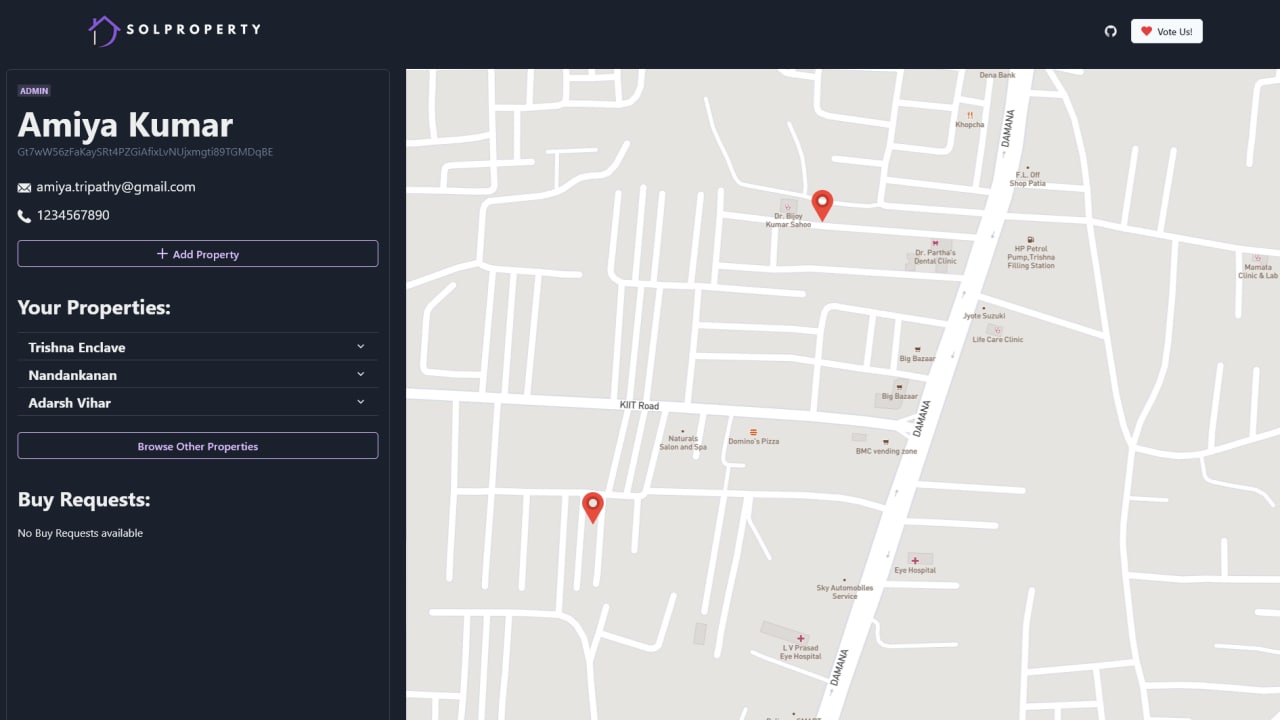 SOLPROPERTY
Vote Us!
ADMIN
Amiya Kumar
Gt7wW56zFaKaySRt4PZGiAfixLvNUjxmgti89TGMDqBE
amiya.tripathy@gmail.com
1234567890
Add Property
Your Properties:
Trishna Enclave
Nandankanan
Adarsh Vihar
Browse Other Properties
Buy Requests:
No Buy Requests available
Dena Bank
Khopcha
DAMANA
F.L. Off
Shop Patia
Dr. Bijoy
Kumar Sahoo
Dr. Partha's
Dental Clinic
HP Petrol
Pump,Trishna
Filling Station
Mamata
Clinic & Lab
Jyote Suzuki
Life Care Clinic
Big Bazaar
Big Bazaar
KIIT Road
DAMANA
Naturals
Salon and Spa
Domino's Pizza
BMC vending zone
Eye Hospital
Sky Automobiles
Service
L V Prasad
Eye Hospital
DAMANA